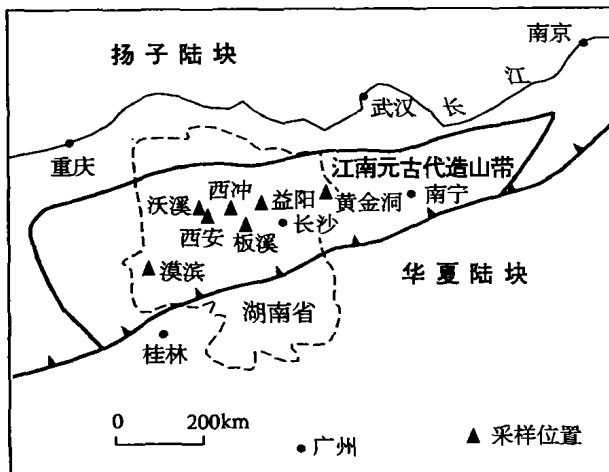 南京
扬子陆块
长江
武汉
重庆
江南元古代造山带
西冲
益阳
黄金洞
南宁
沃溪
西安
板溪
长沙
漠滨
华夏陆块
湖南省
桂林
0 200km
广州
采样位置